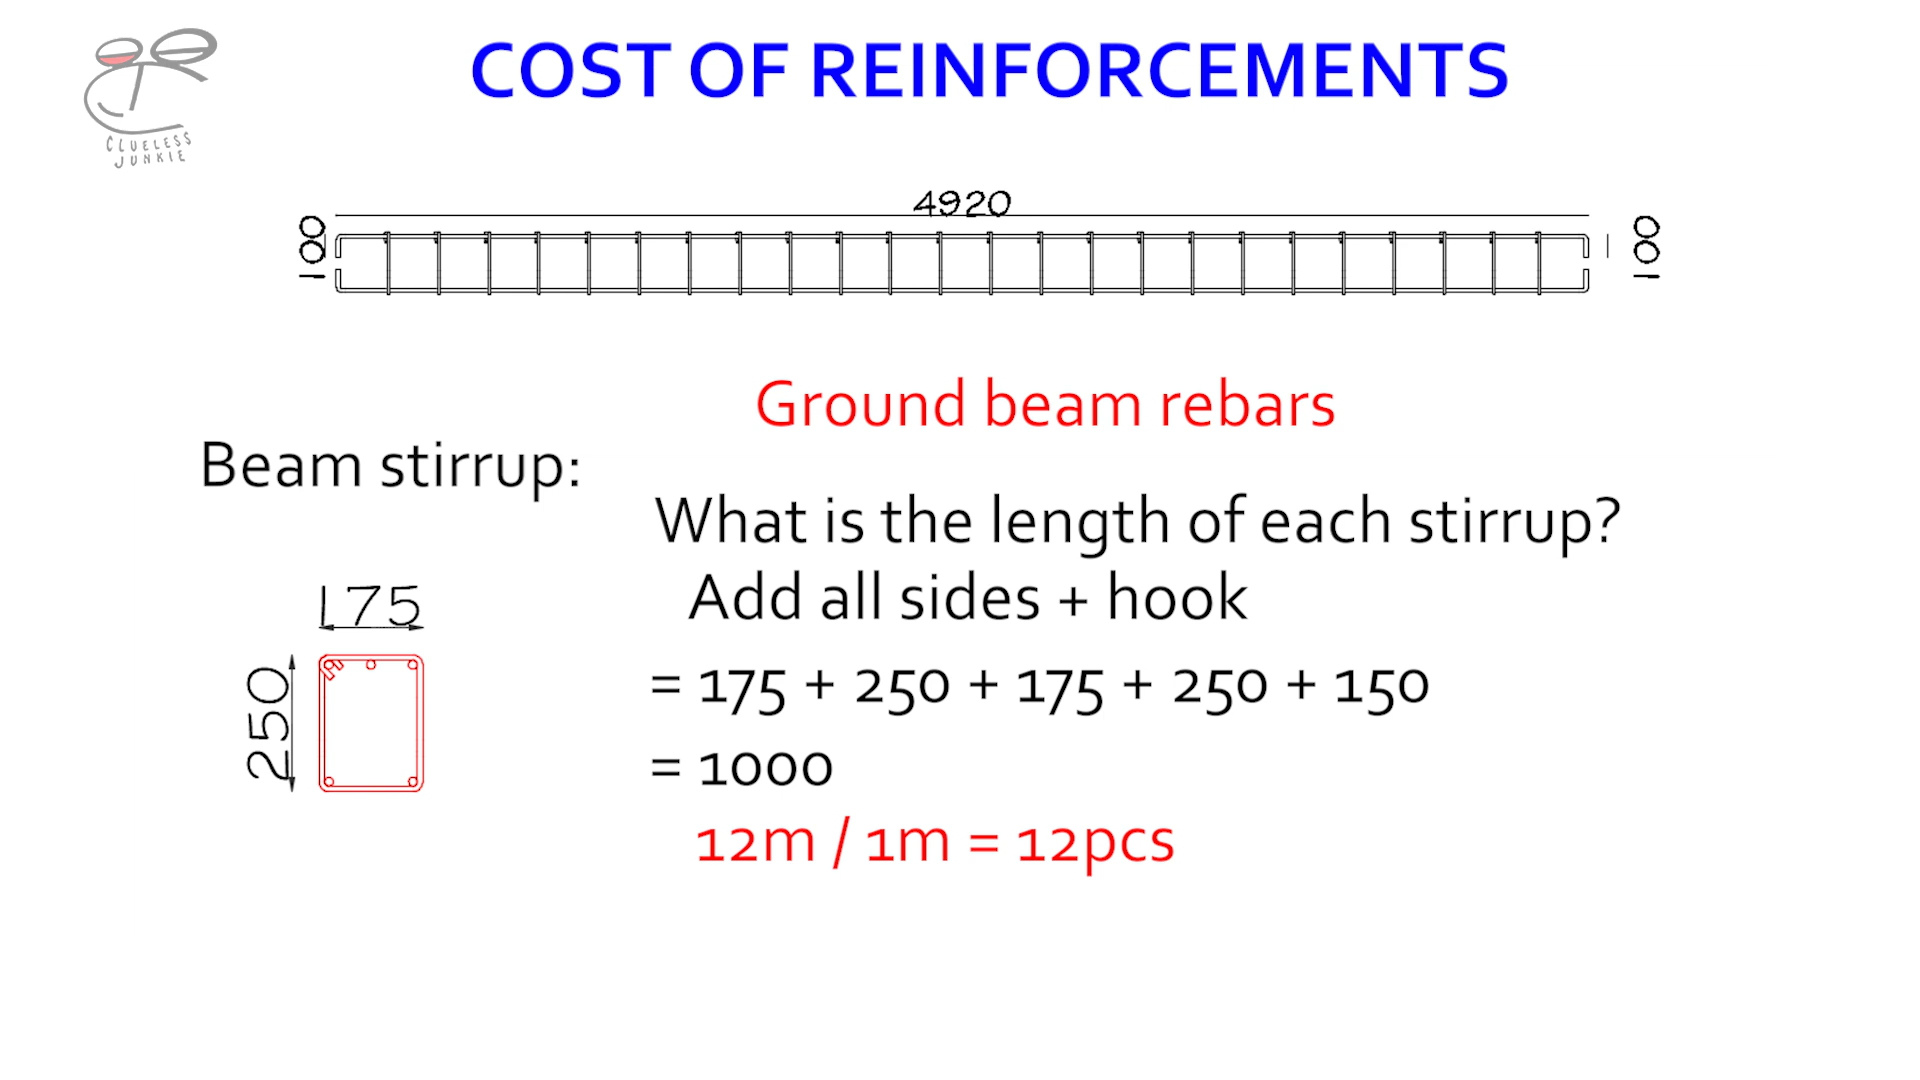 CLUELESS
JUNKIE
COST OF REINFORCEMENTS
4920
100
100
Ground beam rebars
Beam stirrup:
What is the length of each stirrup?
Add all sides + hook
175
250
= 175 + 250 + 175 + 250 + 150
= 1000
12m / 1m = 12pcs